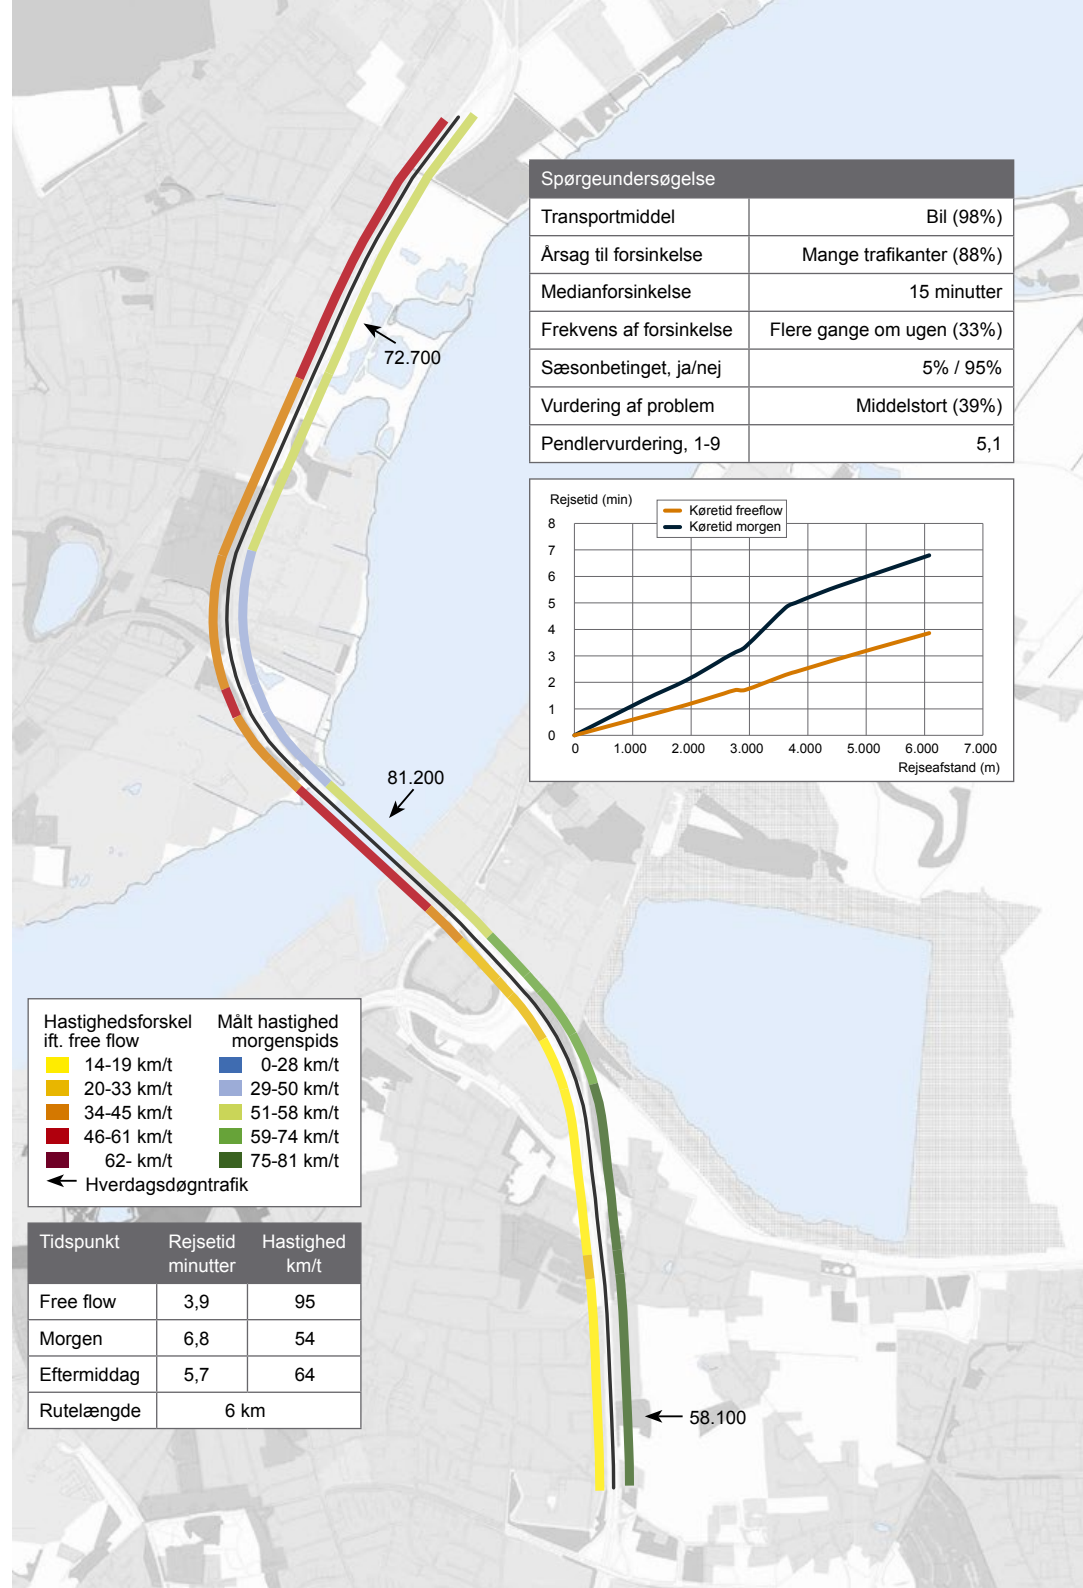 Spørgeundersøgelse
Transportmiddel Bil (98%)
Årsag til forsinkelse Mange trafikanter (88%)
Medianforsinkelse 15 minutter
Frekvens af forsinkelse Flere gange om ugen (33%)
Sæsonbetinget, ja/nej 5% / 95%
Vurdering af problem Middelstort (39%)
Pendlervurdering, 1-9 5,1
72.700
Rejsetid (min)
Køretid freeflow
Køretid morgen
8
7
6
5
4
3
2
1
0
0 1.000 2.000 3.000 4.000 5.000 6.000 7.000
Rejseafstand (m)
81.200
Hastighedsforskel Målt hastighed
ift. free flow morgenspids
14-19 km/t 0-28 km/t
20-33 km/t 29-50 km/t
34-45 km/t 51-58 km/t
46-61 km/t 59-74 km/t
62- km/t 75-81 km/t
Hverdagsdøgntrafik
Tidspunkt Rejsetid Hastighed
minutter km/t
Free flow 3,9 95
Morgen 6,8 54
Eftermiddag 5,7 64
Rutelængde 6 km
58.100